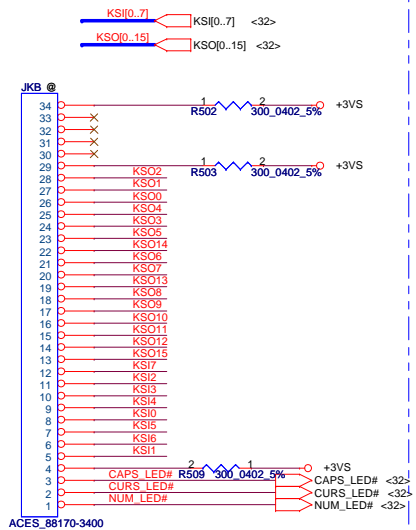 KSI[0..7] KSI[0..7] <32>
KSO[0..15] KSO[0..15] <32>
JKB @
34 1 2 +3VS
R502 300_0402_5%
33
32
31
30
29 1 2 +3VS
R503 300_0402_5%
28 KSO2
27 KSO1
26 KSO0
25 KSO4
24 KSO3
23 KSO5
22 KSO14
21 KSO6
20 KSO7
19 KSO13
18 KSO8
17 KSO9
16 KSO10
15 KSO11
14 KSO12
13 KSO15
12 KSI7
11 KSI2
10 KSI3
9 KSI4
8 KSI0
7 KSI5
6 KSI6
5 KSI1
4 2 1 +3VS
R509 300_0402_5%
3 CAPS_LED# CAPS_LED# <32>
2 CURS_LED# CURS_LED# <32>
1 NUM_LED# NUM_LED# <32>
ACES_88170-3400